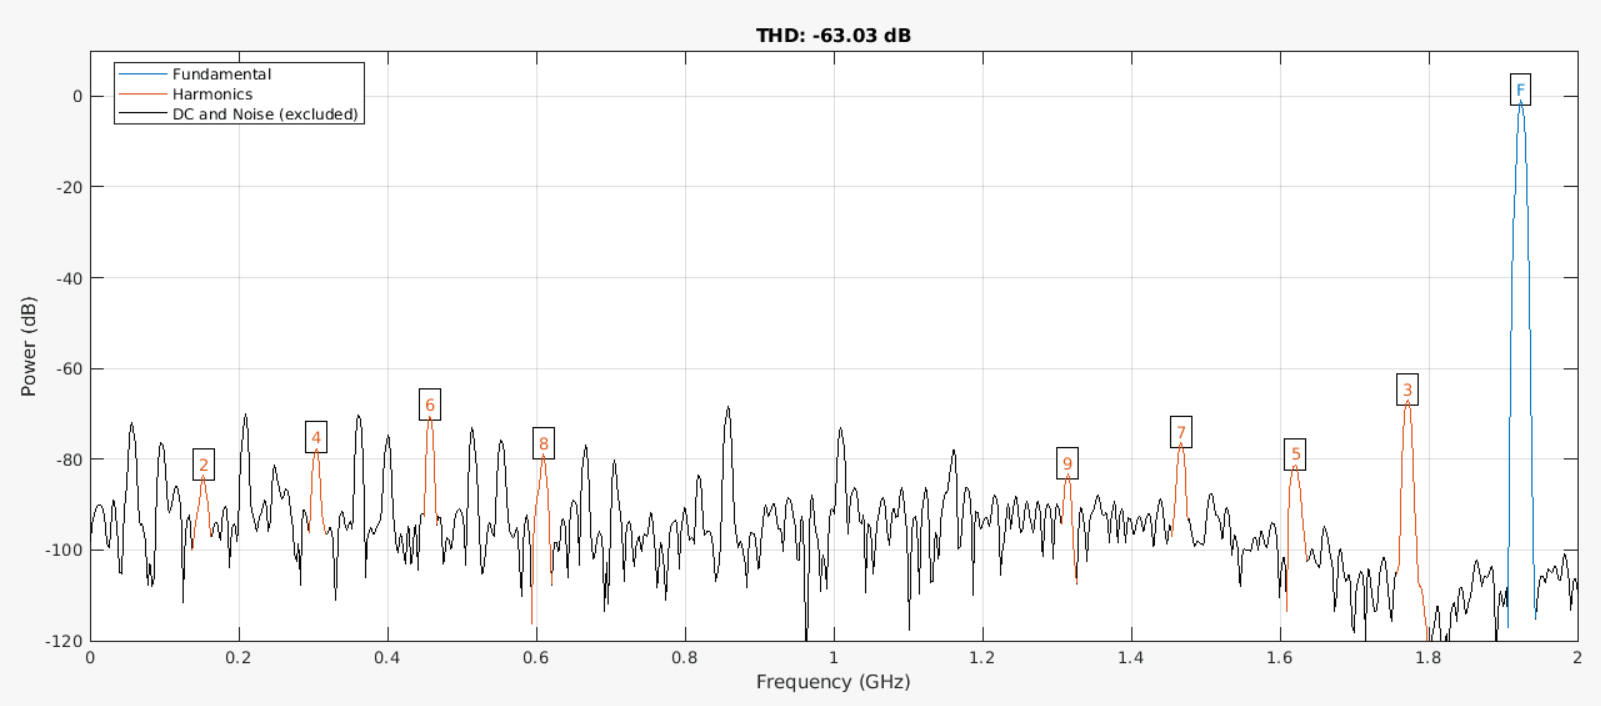 THD: -63.03 dB
Fundamental
Harmonics
DC and Noise (excluded)
F
0
-20
-40
-60
-80
-100
-120
Power (dB)
2
4
6
8
9
7
5
3
0 0.2 0.4 0.6 0.8 1 1.2 1.4 1.6 1.8 2
Frequency (GHz)